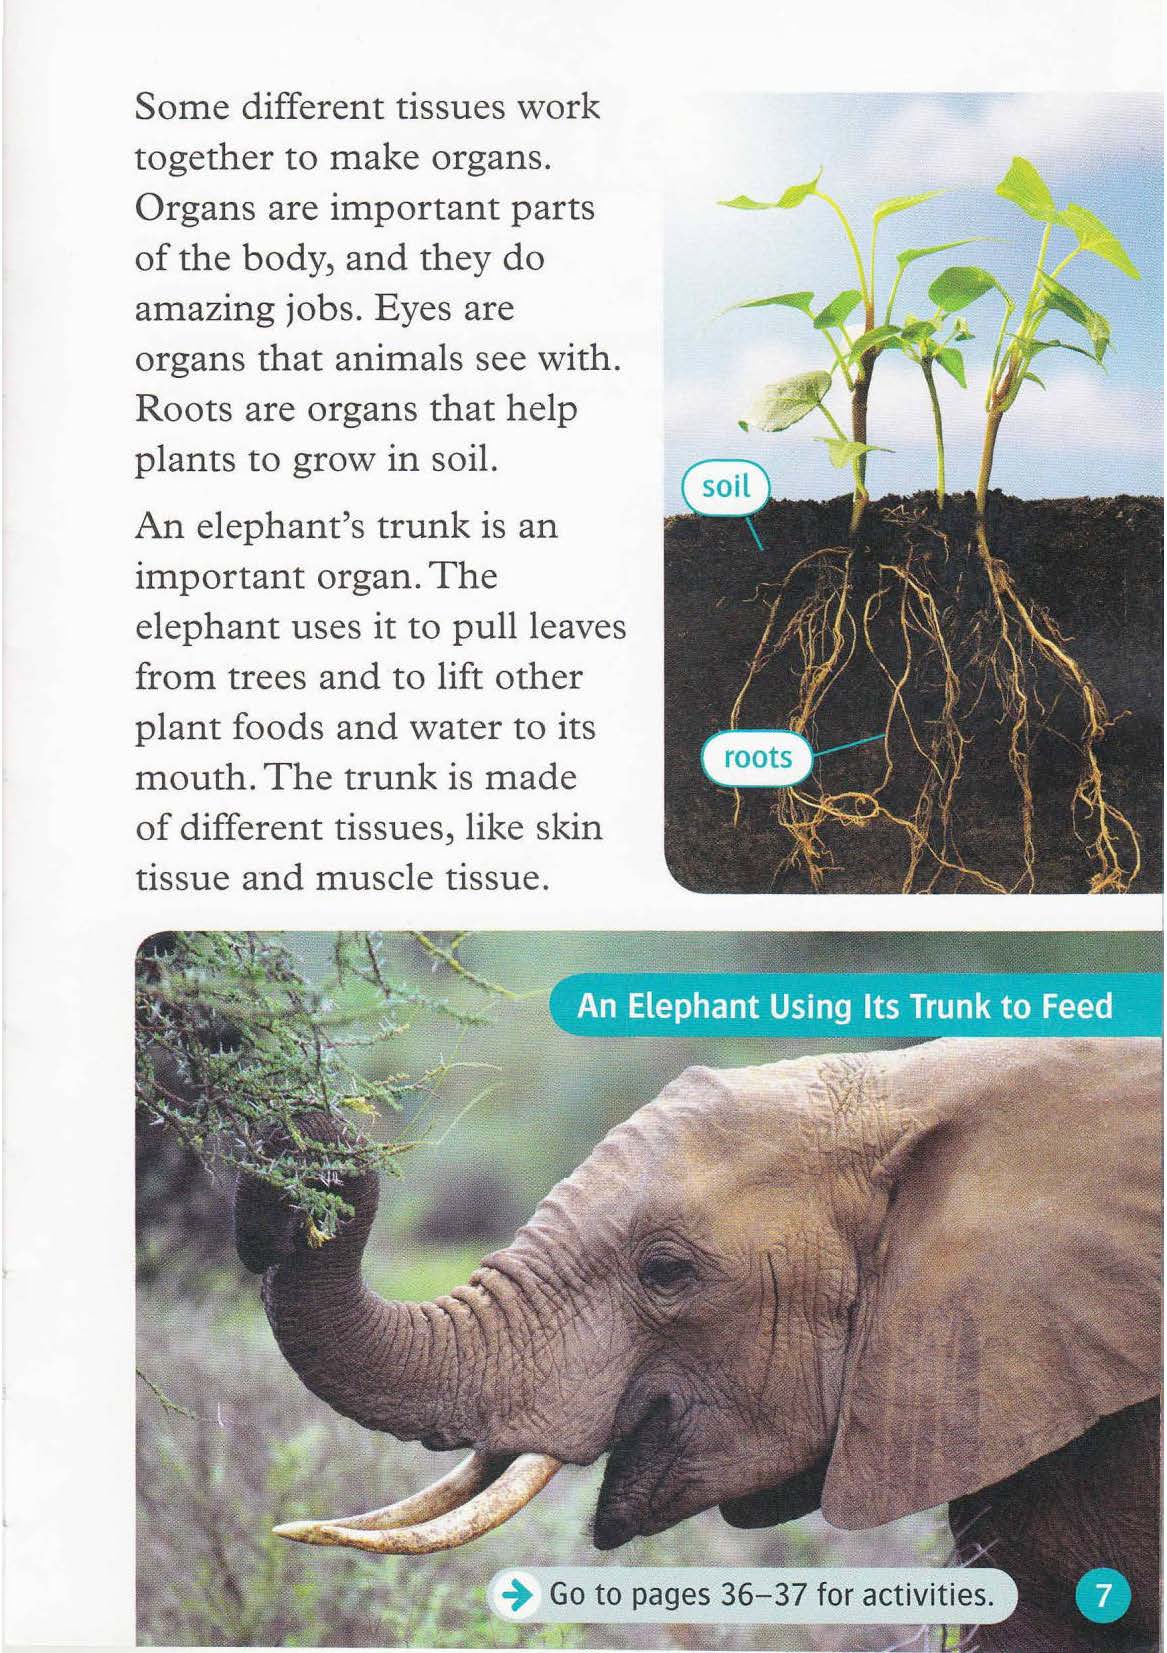 Some different tissues work
together to make organs.
Organs are important parts
of the body, and they do
amazing jobs. Eyes are
organs that animals see with.
Roots are organs that help
plants to grow in soil.
An elephant's trunk is an
important organ. The
elephant uses it to pull leaves
from trees and to lift other
plant foods and water to its
mouth. The trunk is made
of different tissues, like skin
tissue and muscle tissue.
soil
roots
An Elephant Using Its Trunk to Feed
Go to pages 36–37 for activities.
7